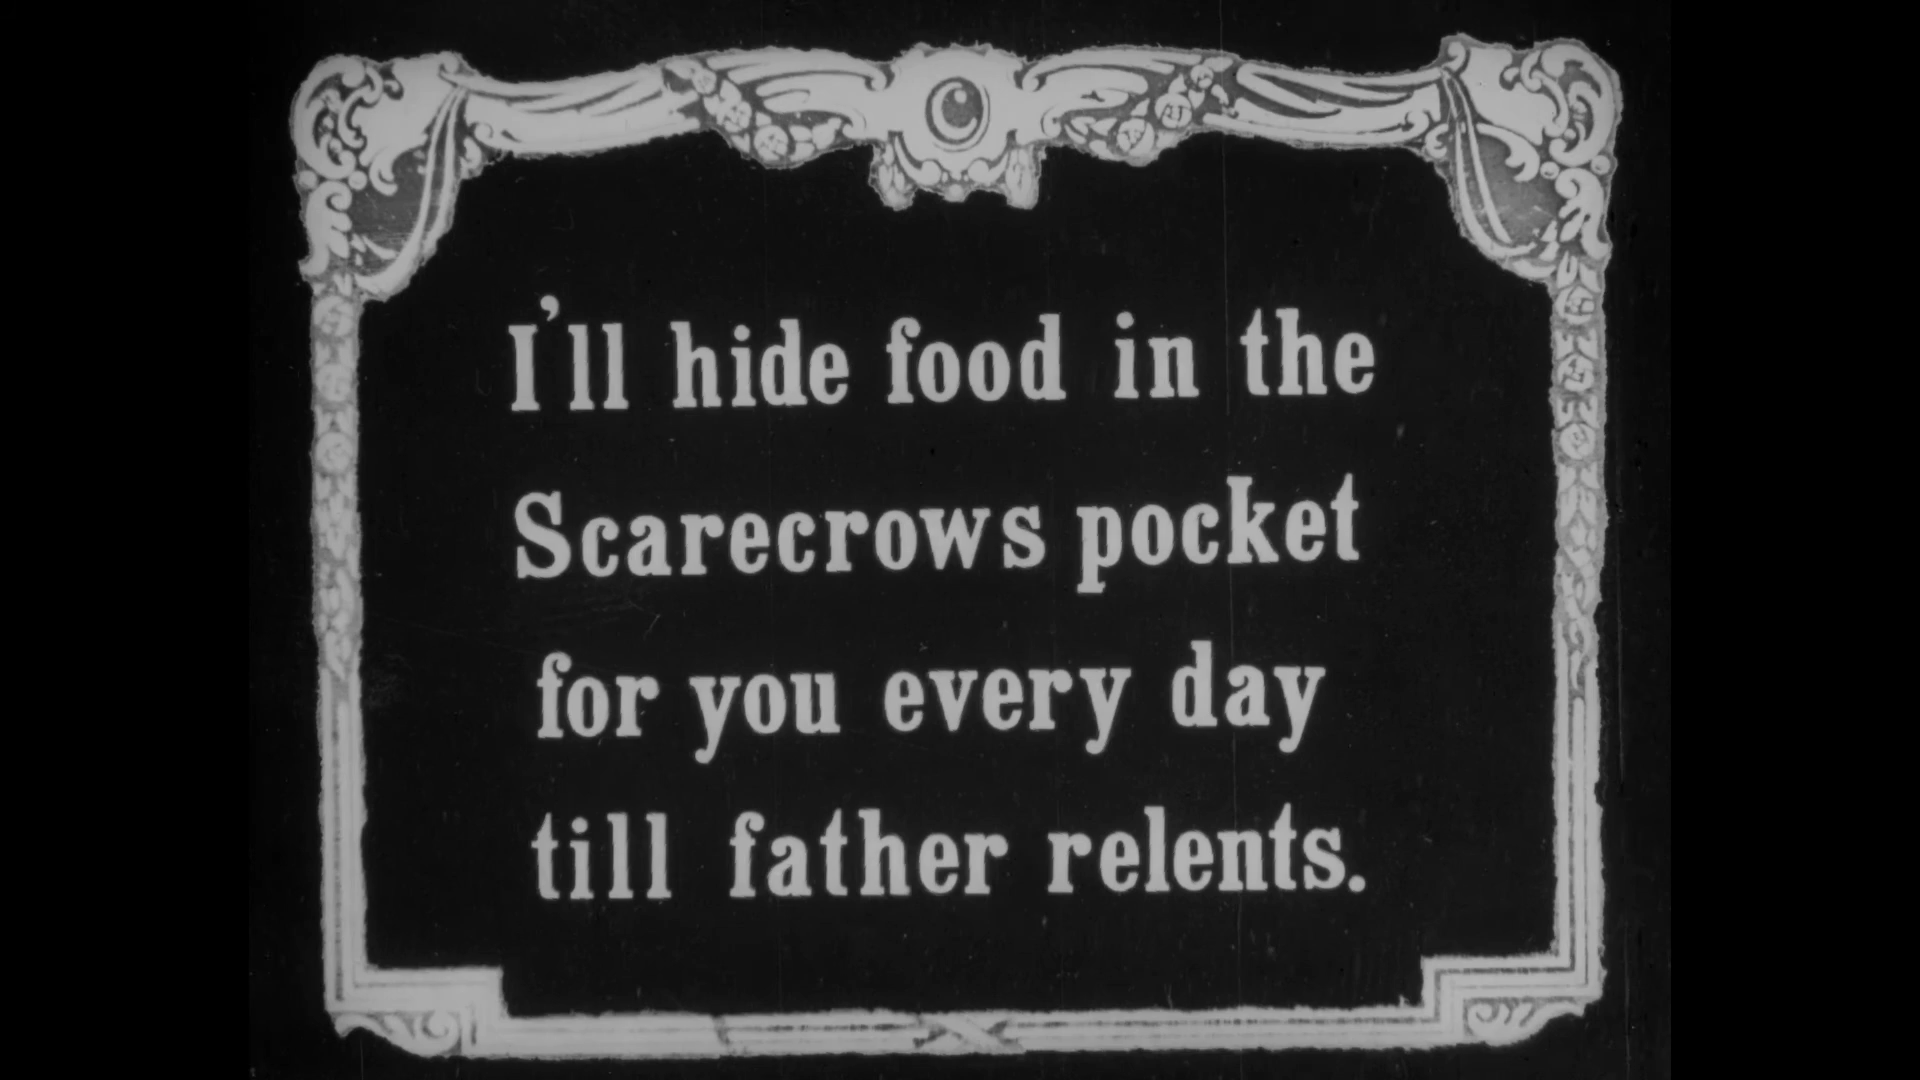 I'll hide food in the
Scarecrows pocket
for you every day
till father relents.